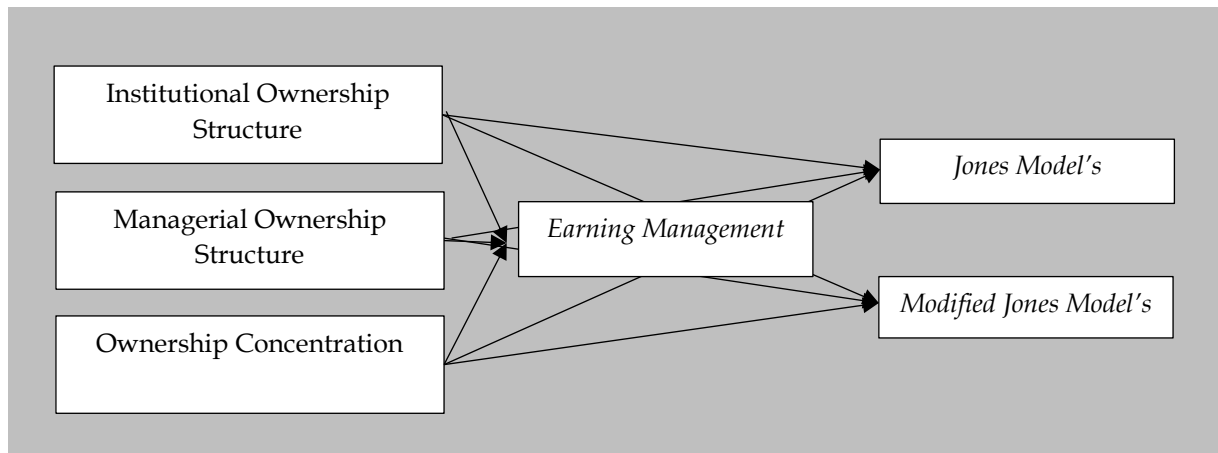 Institutional Ownership
Structure
Managerial Ownership
Structure
Ownership Concentration
Earning Management
Jones Model's
Modified Jones Model's